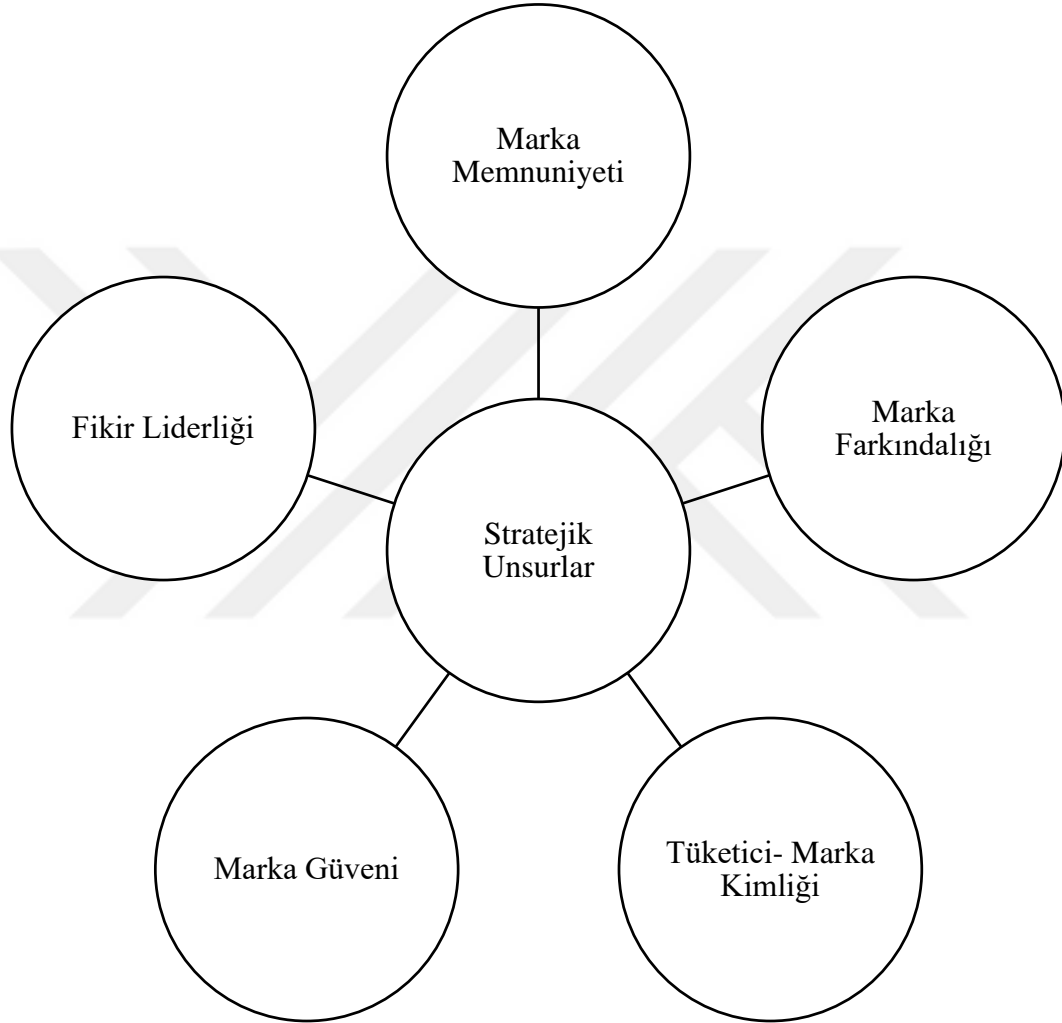 Marka
Memnuniyeti
Fikir Liderliği
Marka
Farkındalığı
Stratejik
Unsurlar
Marka Güveni
Tüketici- Marka
Kimliği